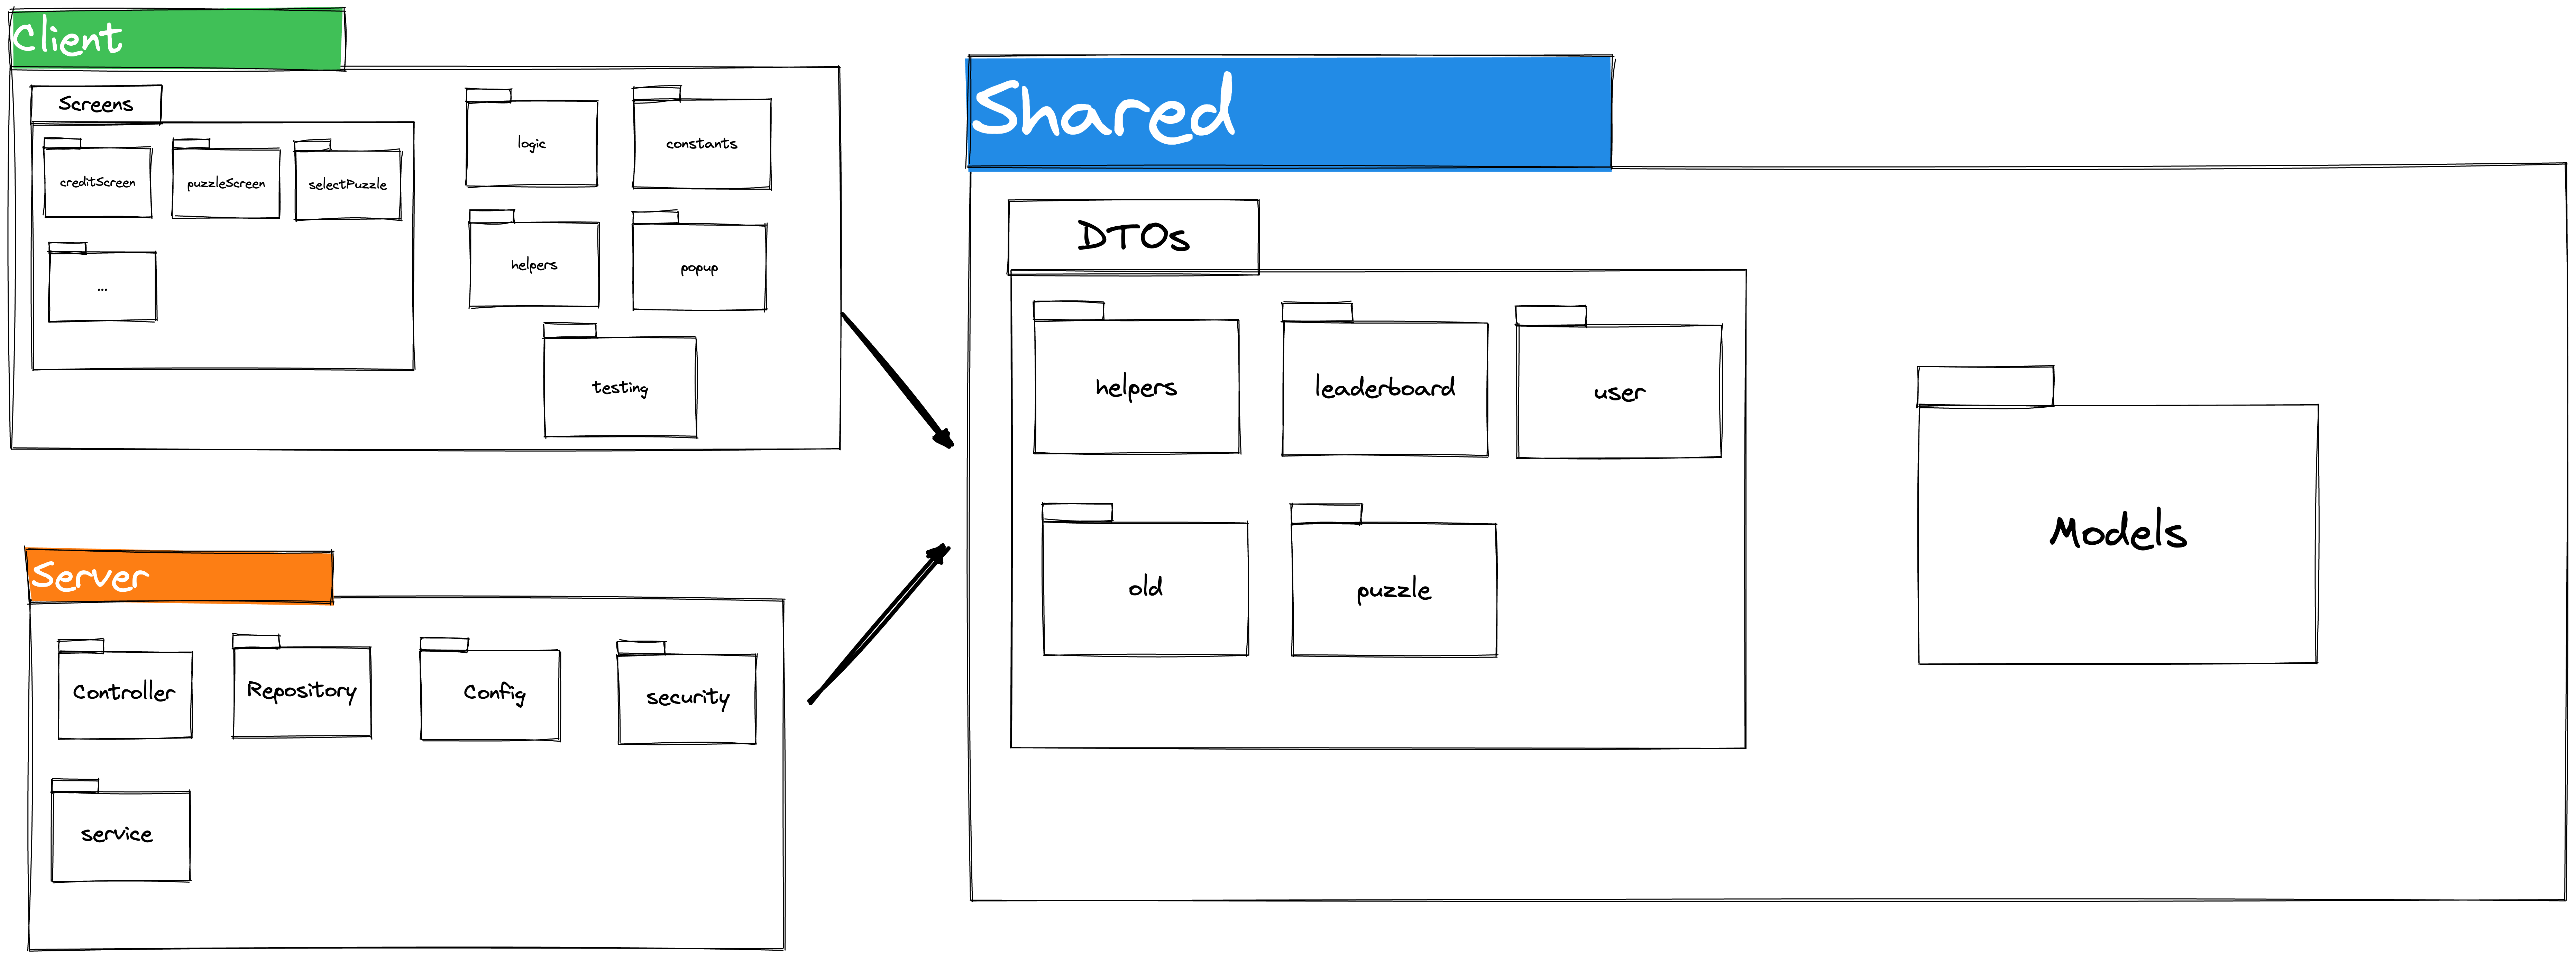 Client
Screens
creditScreen
puzzleScreen
selectPuzzle
...
logic
constants
helpers
popup
testing
Server
Controller
Repository
Config
security
service
Shared
DTOs
helpers
leaderboard
user
old
puzzle
Models